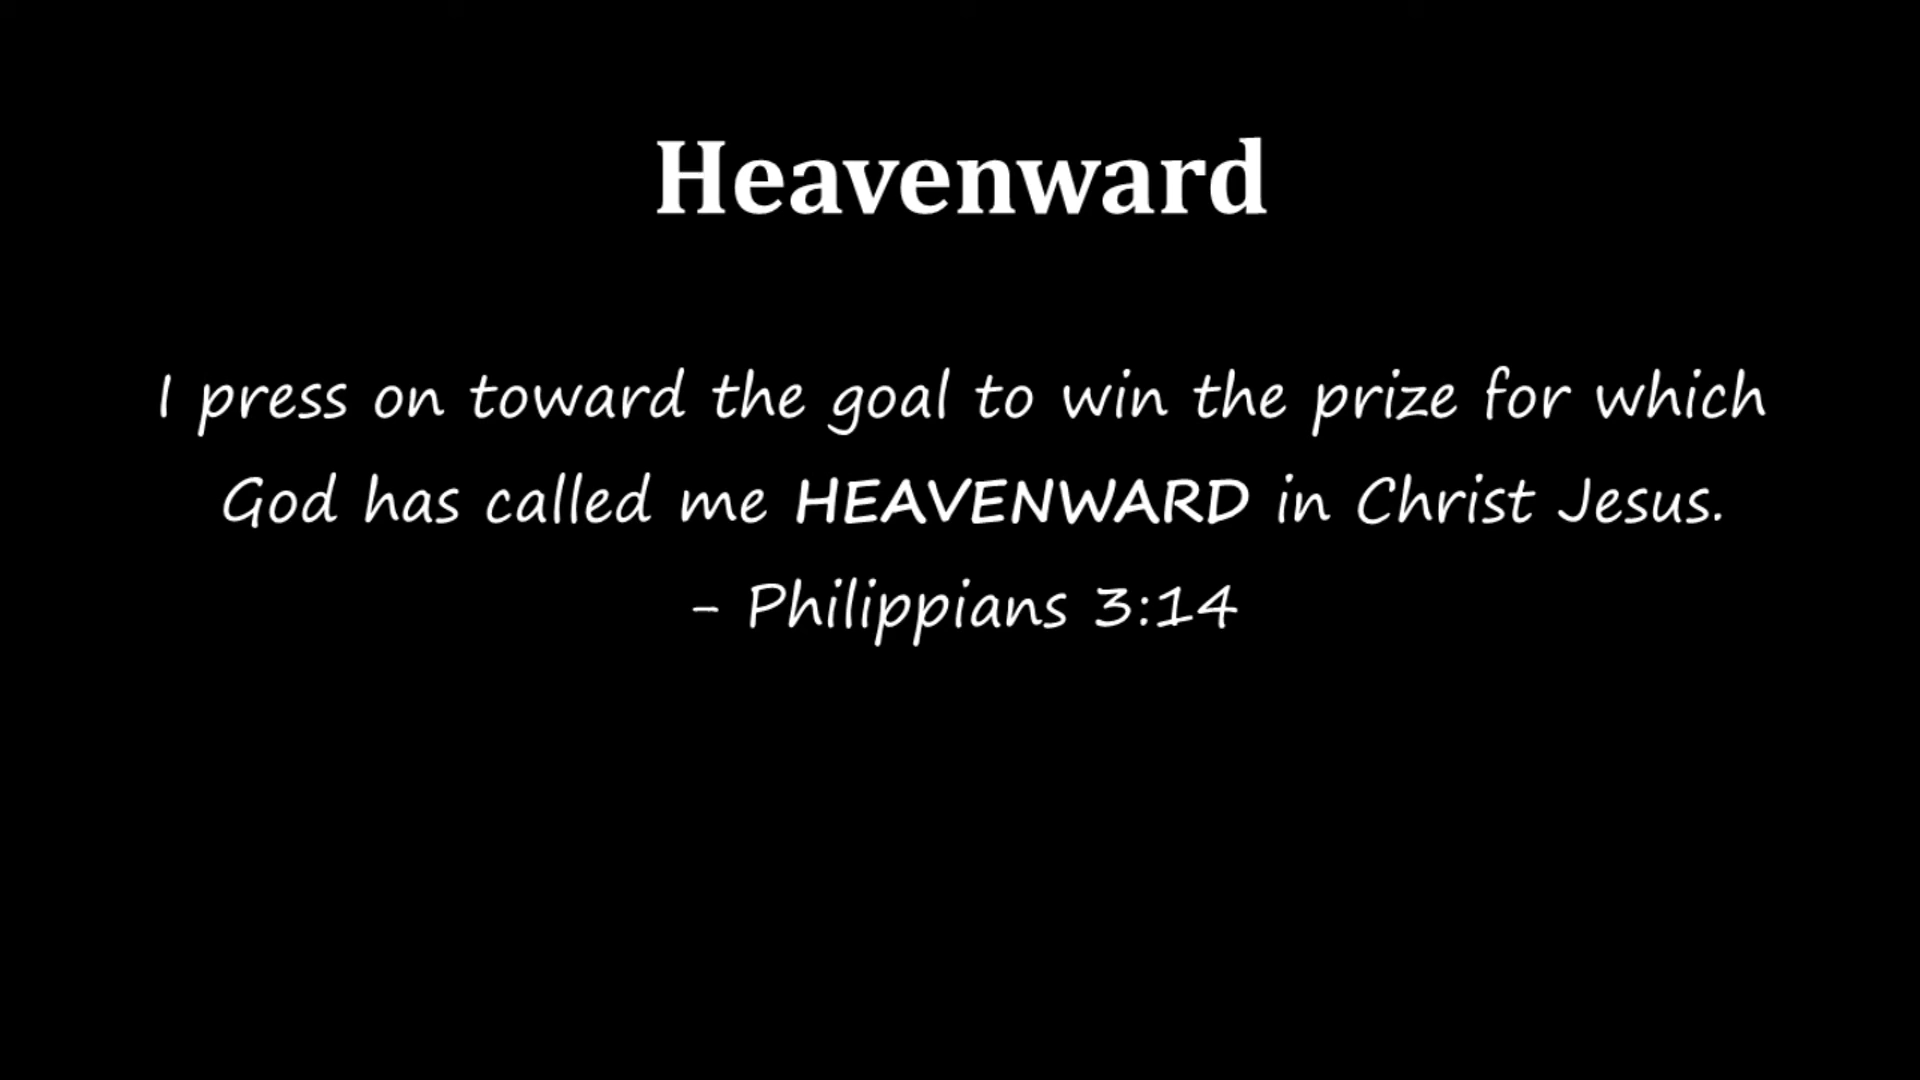 Heavenward
I press on toward the goal to win the prize for which
God has called me HEAVENWARD in Christ Jesus.
- Philippians 3:14